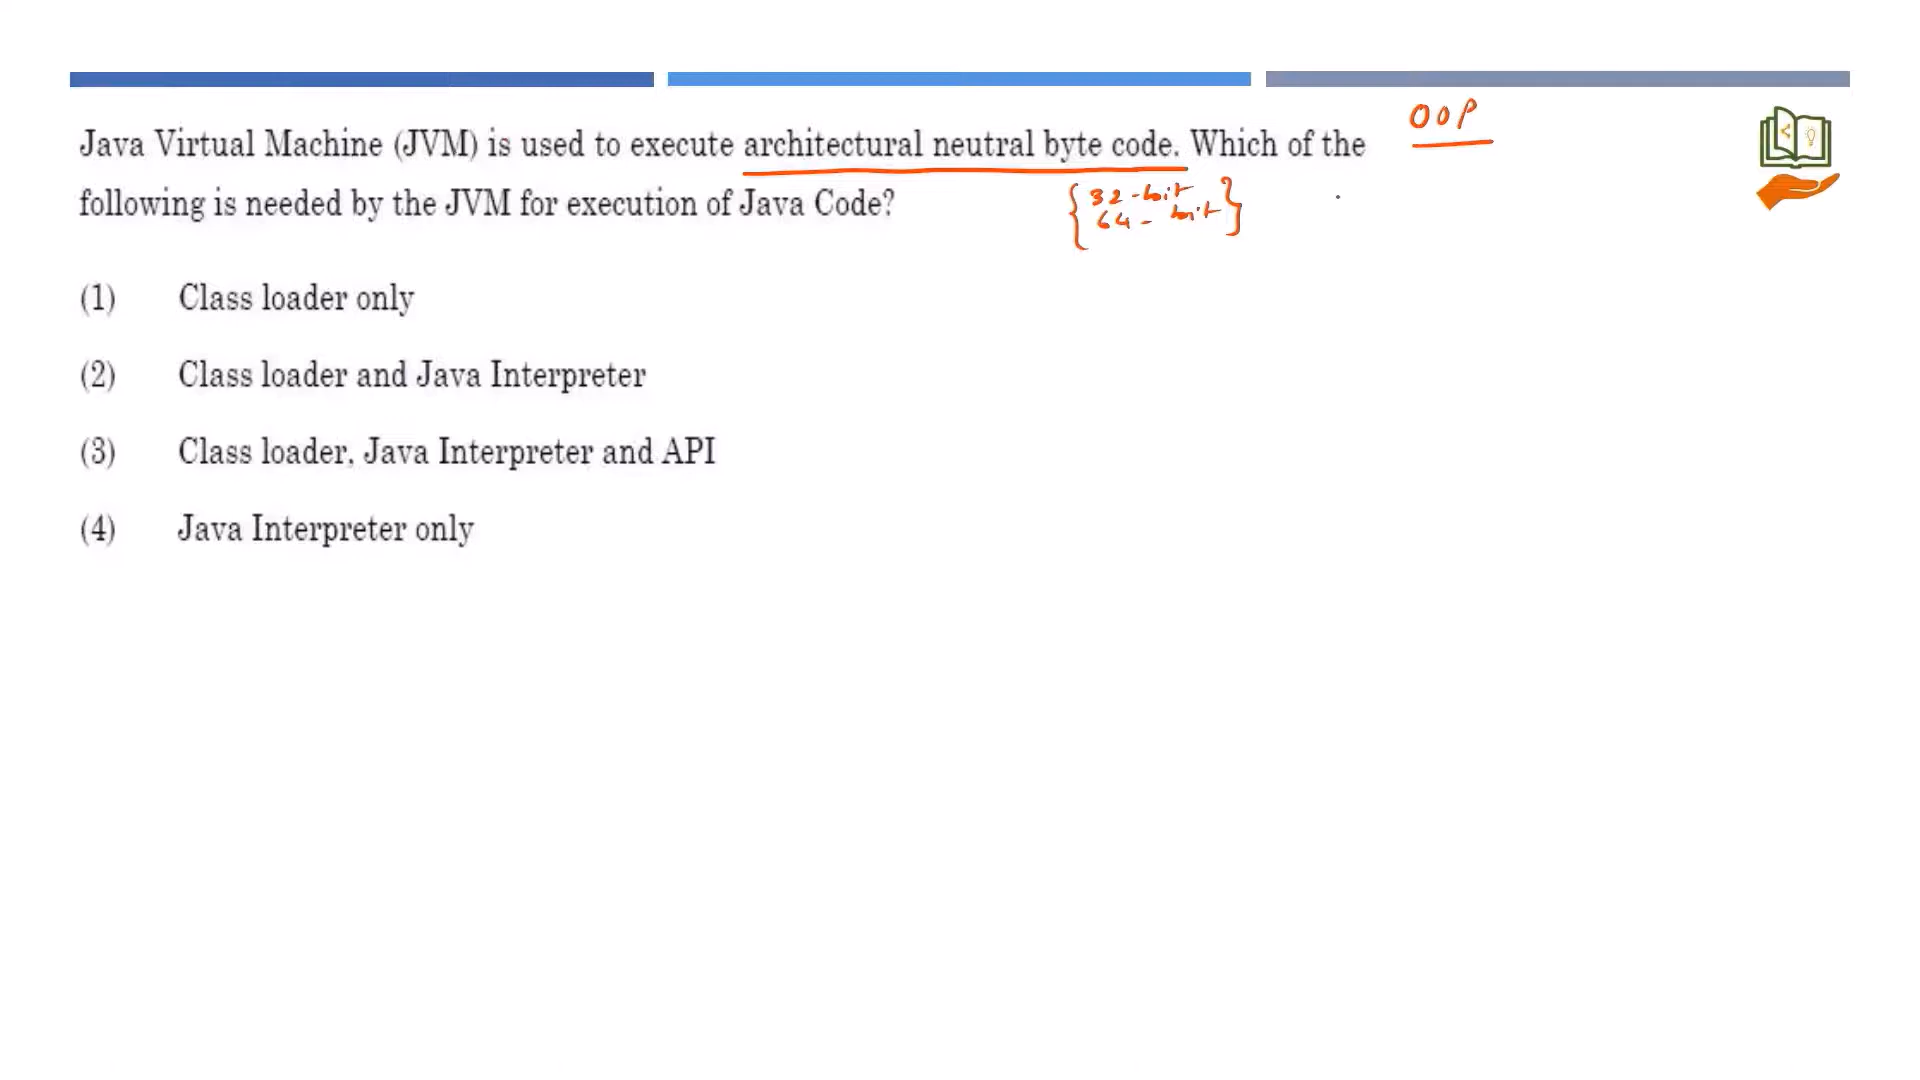 OOP
Java Virtual Machine (JVM) is used to execute architectural neutral byte code. Which of the
following is needed by the JVM for execution of Java Code?
{ 32-bit
64-bit }
(1) Class loader only
(2) Class loader and Java Interpreter
(3) Class loader, Java Interpreter and API
(4) Java Interpreter only